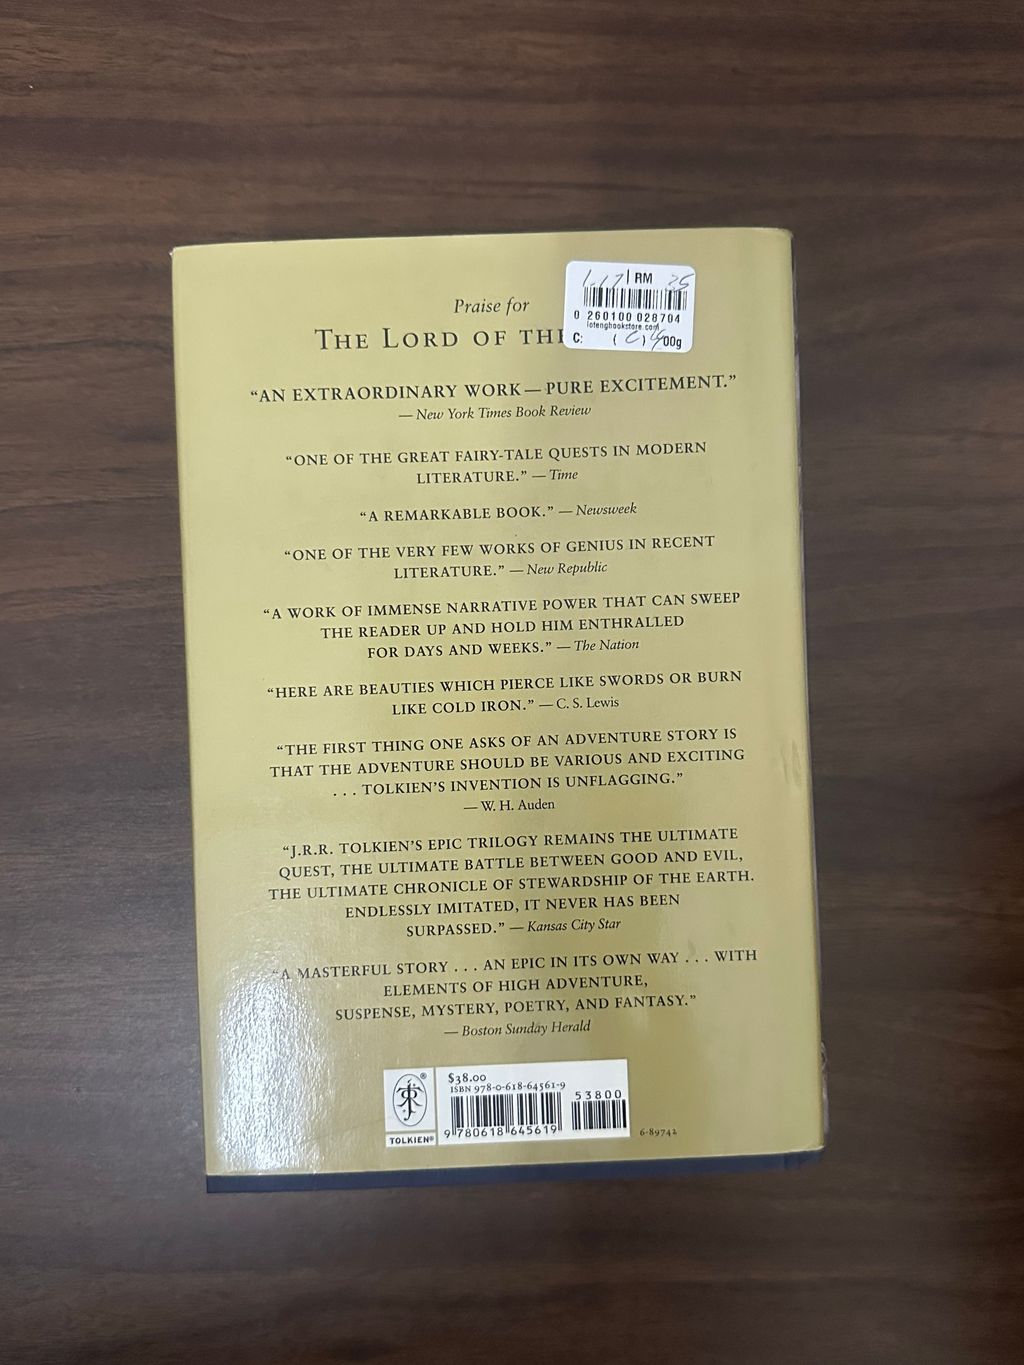 RM 25
0 260100 028704
lotengbookstore.com
C: 00g
Praise for
THE LORD OF THE
“AN EXTRAORDINARY WORK—PURE EXCITEMENT.”
— New York Times Book Review
“ONE OF THE GREAT FAIRY-TALE QUESTS IN MODERN
LITERATURE.” — Time
“A REMARKABLE BOOK.” — Newsweek
“ONE OF THE VERY FEW WORKS OF GENIUS IN RECENT
LITERATURE.” — New Republic
“A WORK OF IMMENSE NARRATIVE POWER THAT CAN SWEEP
THE READER UP AND HOLD HIM ENTHRALLED
FOR DAYS AND WEEKS.” — The Nation
“HERE ARE BEAUTIES WHICH PIERCE LIKE SWORDS OR BURN
LIKE COLD IRON.” — C. S. Lewis
“THE FIRST THING ONE ASKS OF AN ADVENTURE STORY IS
THAT THE ADVENTURE SHOULD BE VARIOUS AND EXCITING
. . . TOLKIEN’S INVENTION IS UNFLAGGING.”
— W. H. Auden
“J.R.R. TOLKIEN’S EPIC TRILOGY REMAINS THE ULTIMATE
QUEST, THE ULTIMATE BATTLE BETWEEN GOOD AND EVIL,
THE ULTIMATE CHRONICLE OF STEWARDSHIP OF THE EARTH.
ENDLESSLY IMITATED, IT NEVER HAS BEEN
SURPASSED.” — Kansas City Star
“A MASTERFUL STORY . . . AN EPIC IN ITS OWN WAY . . . WITH
ELEMENTS OF HIGH ADVENTURE,
SUSPENSE, MYSTERY, POETRY, AND FANTASY.”
— Boston Sunday Herald
$38.00
ISBN 978-0-618-64561-9
53800
9 780618 645619
TOLKIEN®
6-89742